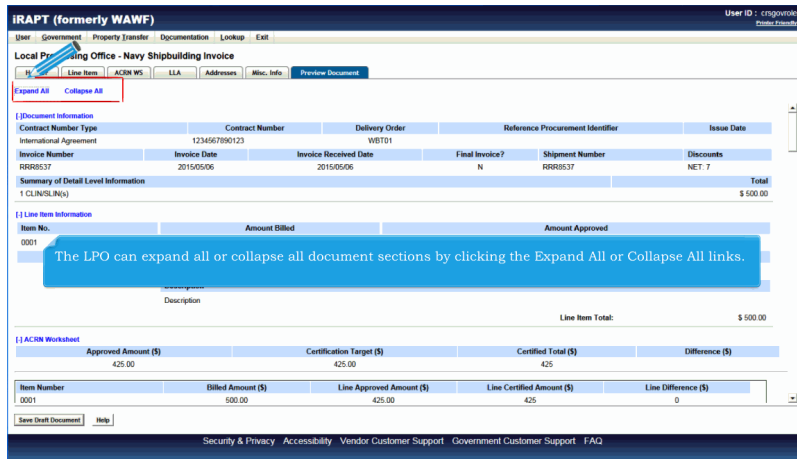 iRAPT (formerly WAWF)
User ID : crsgovrole
Printer Friendly
User Government Property Transfer Documentation Lookup Exit
Local Processing Office - Navy Shipbuilding Invoice
Line Item ACRN WS LLA Addresses Misc. Info Preview Document
Expand All Collapse All
[-]Document Information
Contract Number Type Contract Number Delivery Order Reference Procurement Identifier Issue Date
International Agreement 1234567890123 WBT01
Invoice Number Invoice Date Invoice Received Date Final Invoice? Shipment Number Discounts
RRR8537 2015/05/06 2015/05/06 N RRR8537 NET: 7
Summary of Detail Level Information Total
1 CLIN/SLIN(s) $ 500.00
[-] Line Item Information
Item No. Amount Billed Amount Approved
0001
The LPO can expand all or collapse all document sections by clicking the Expand All or Collapse All links.
Description
Description
Line Item Total: $ 500.00
[-] ACRN Worksheet
Approved Amount ($) Certification Target ($) Certified Total ($) Difference ($)
425.00 425.00 425
Item Number Billed Amount ($) Line Approved Amount ($) Line Certified Amount ($) Line Difference ($)
0001 500.00 425.00 425 0
Save Draft Document Help
Security & Privacy Accessibility Vendor Customer Support Government Customer Support FAQ